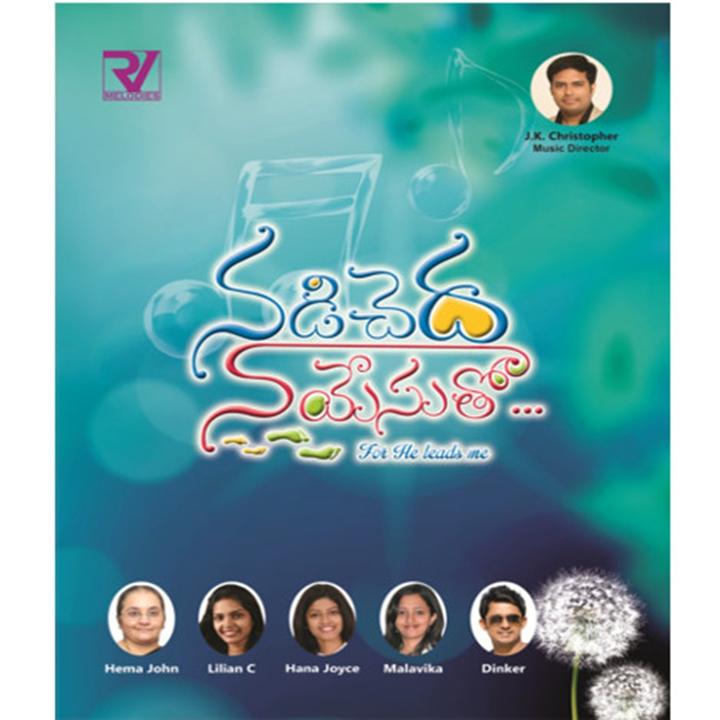 RV
MELODIES
J.K. Christopher
Music Director
నడిచెద
నాయేసుతో...
For He leads me
Hema John
Lilian C
Hana Joyce
Malavika
Dinker